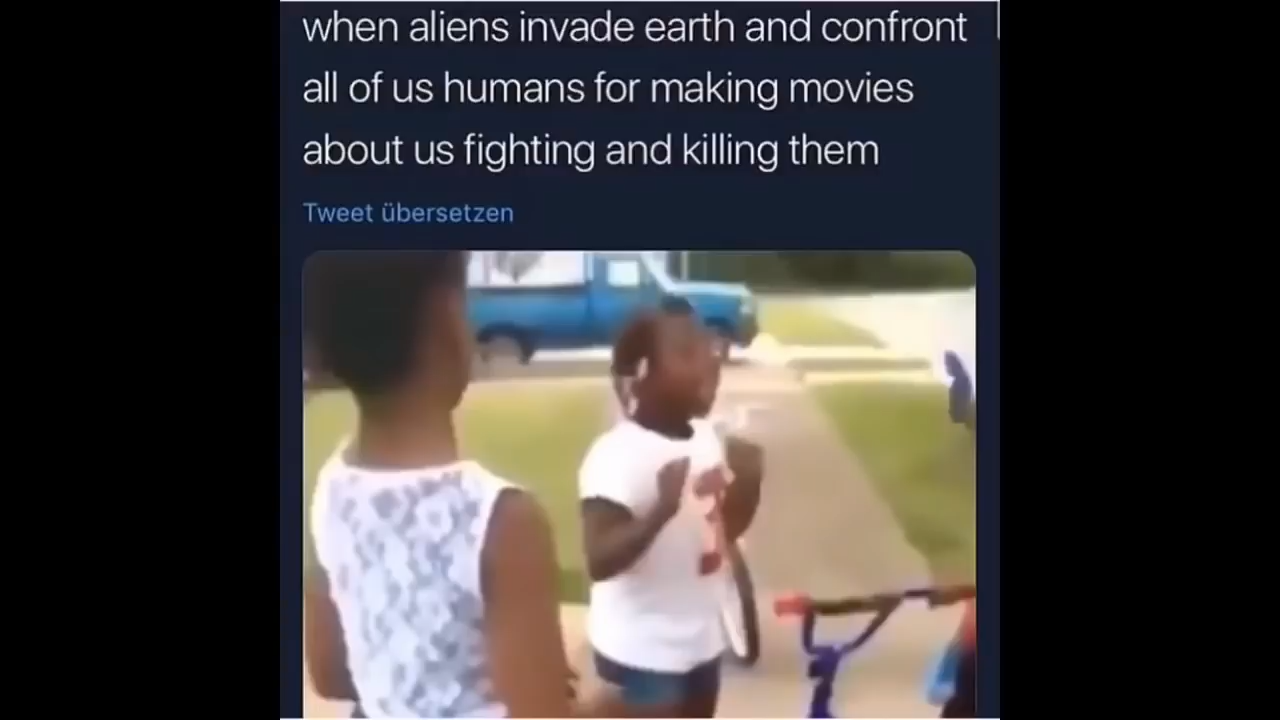 when aliens invade earth and confront
all of us humans for making movies
about us fighting and killing them
Tweet übersetzen